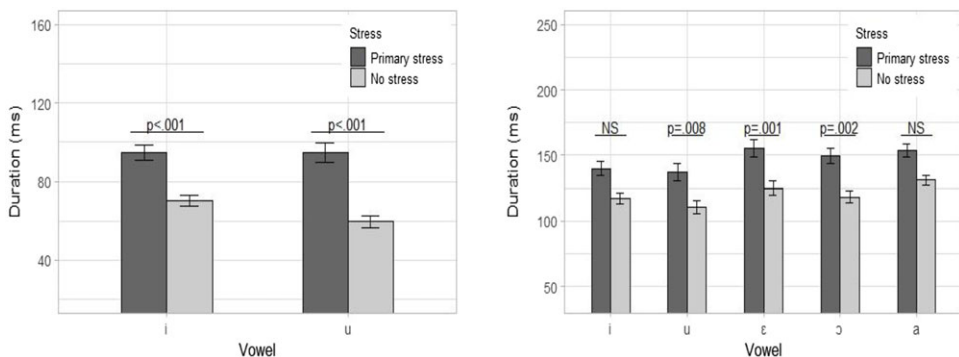 160
120
80
40
Duration (ms)
Stress
Primary stress
No stress
p<.001
p<.001
i
u
Vowel
250
200
150
100
50
Duration (ms)
Stress
Primary stress
No stress
NS
p=.008
p=.001
p=.002
NS
i
u
ɛ
ɔ
a
Vowel